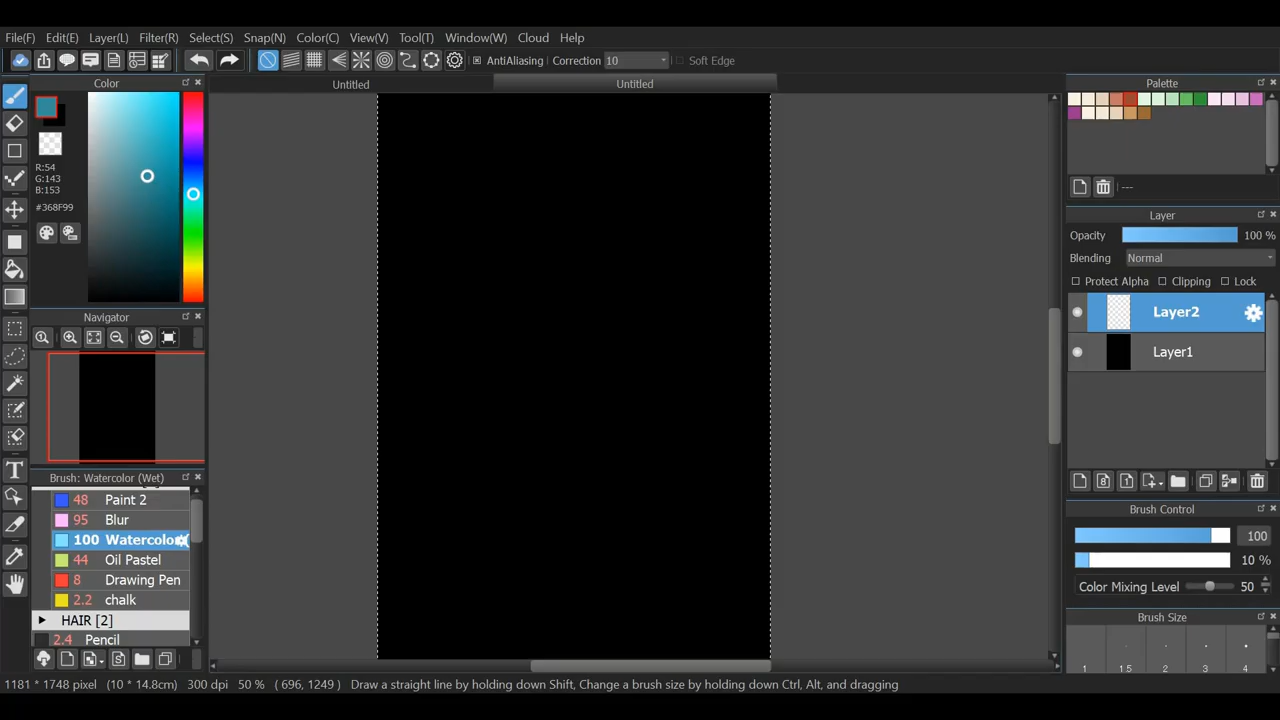 File(F) Edit(E) Layer(L) Filter(R) Select(S) Snap(N) Color(C) View(V) Tool(T) Window(W) Cloud Help
AntiAliasing Correction 10 Soft Edge
Color
Untitled
Untitled
Palette
R:54
G:143
B:153
#368F99
---
Layer
Opacity 100 %
Blending Normal
Protect Alpha Clipping Lock
Layer2
Layer1
Navigator
Brush: Watercolor (Wet)
48 Paint 2
95 Blur
100 Watercolor
44 Oil Pastel
8 Drawing Pen
2.2 chalk
HAIR [2]
2.4 Pencil
Brush Control
100
10 %
Color Mixing Level 50
Brush Size
1 1.5 2 3 4
1181 * 1748 pixel (10 * 14.8cm) 300 dpi 50 % ( 696, 1249 ) Draw a straight line by holding down Shift, Change a brush size by holding down Ctrl, Alt, and dragging